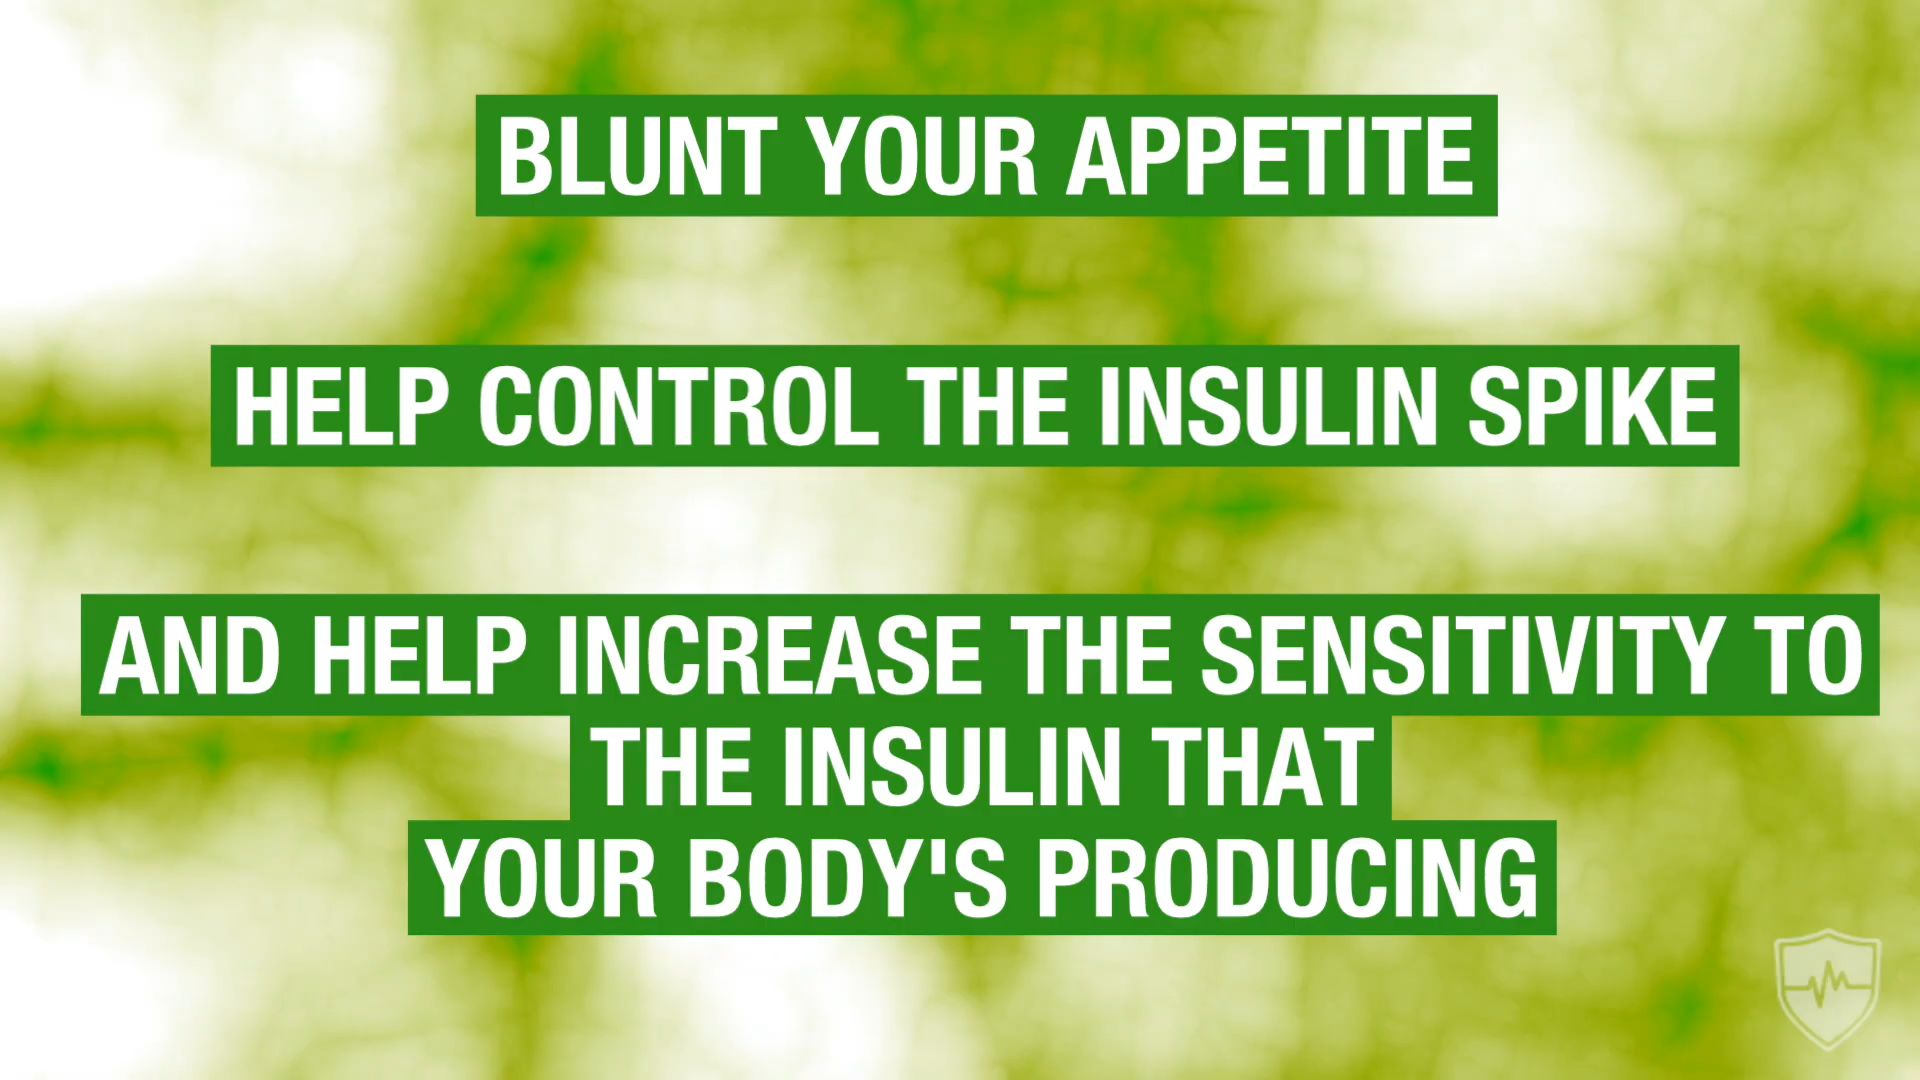 BLUNT YOUR APPETITE
HELP CONTROL THE INSULIN SPIKE
AND HELP INCREASE THE SENSITIVITY TO
THE INSULIN THAT
YOUR BODY'S PRODUCING